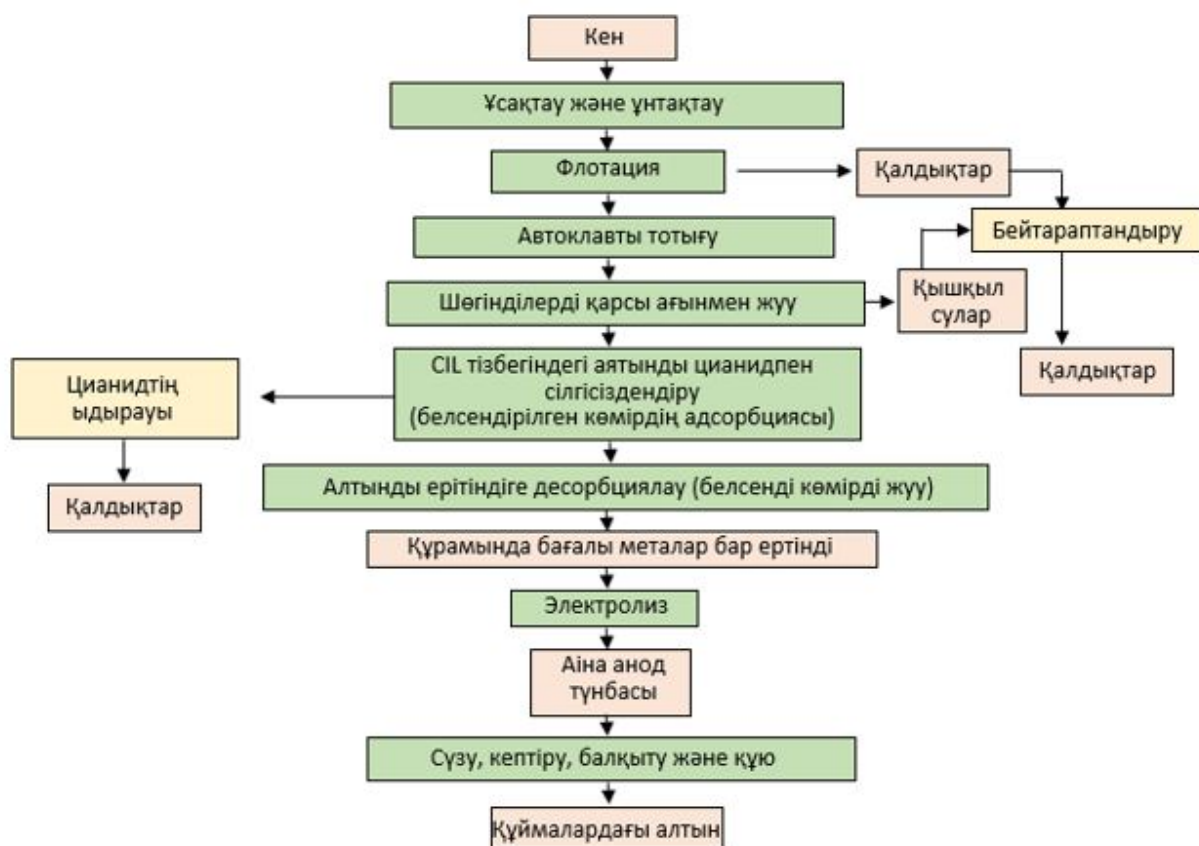 Кен
Ұсақтау және ұнтақтау
Флотация
Қалдықтар
Бейтараптандыру
Автоклавты тотығу
Шөгінділерді қарсы ағынмен жуу
Қышқыл
сулар
Қалдықтар
CIL тізбегіндегі аятынды цианидпен
сілгісіздендіру
(белсендірілген көмірдің адсорбциясы)
Цианидтің
ыдырауы
Қалдықтар
Алтынды ерітіндіге десорбциялау (белсенді көмірді жуу)
Құрамында бағалы металар бар ертінді
Электролиз
Аіна анод
түнбасы
Сүзу, кептіру, балқыту және құю
Құймалардағы алтын